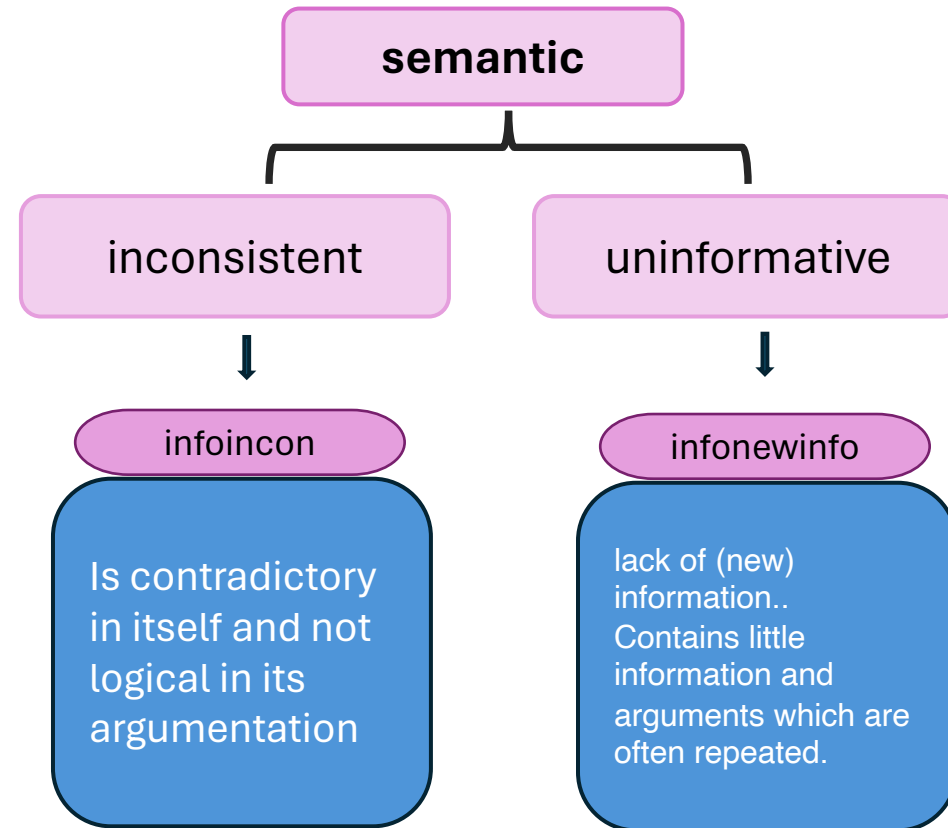 semantic
inconsistent
uninformative
infoincon
infonewinfo
Is contradictory
in itself and not
logical in its
argumentation
lack of (new)
information..
Contains little
information and
arguments which are
often repeated.